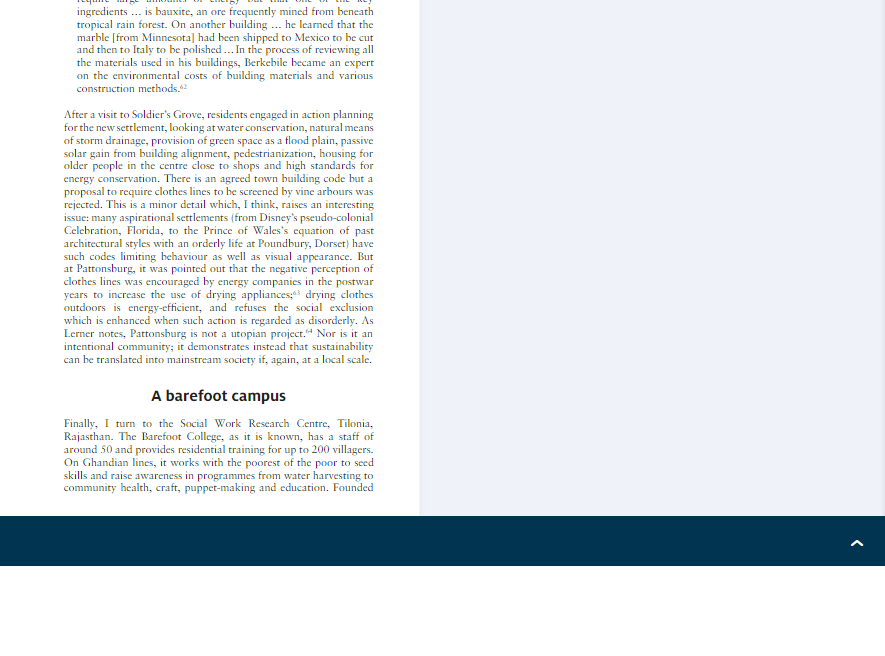 require large amounts of energy but that one of the key
ingredients ... is bauxite, an ore frequently mined from beneath
tropical rain forest. On another building ... he learned that the
marble [from Minnesota] had been shipped to Mexico to be cut
and then to Italy to be polished ... In the process of reviewing all
the materials used in his buildings, Berkebile became an expert
on the environmental costs of building materials and various
construction methods.62
After a visit to Soldier's Grove, residents engaged in action planning
for the new settlement, looking at water conservation, natural means
of storm drainage, provision of green space as a flood plain, passive
solar gain from building alignment, pedestrianization, housing for
older people in the centre close to shops and high standards for
energy conservation. There is an agreed town building code but a
proposal to require clothes lines to be screened by vine arbours was
rejected. This is a minor detail which, I think, raises an interesting
issue: many aspirational settlements (from Disney's pseudo-colonial
Celebration, Florida, to the Prince of Wales's equation of past
architectural styles with an orderly life at Poundbury, Dorset) have
such codes limiting behaviour as well as visual appearance. But
at Pattonsburg, it was pointed out that the negative perception of
clothes lines was encouraged by energy companies in the postwar
years to increase the use of drying appliances;63 drying clothes
outdoors is energy-efficient, and refuses the social exclusion
which is enhanced when such action is regarded as disorderly. As
Lerner notes, Pattonsburg is not a utopian project.64 Nor is it an
intentional community; it demonstrates instead that sustainability
can be translated into mainstream society if, again, at a local scale.
A barefoot campus
Finally, I turn to the Social Work Research Centre, Tilonia,
Rajasthan. The Barefoot College, as it is known, has a staff of
around 50 and provides residential training for up to 200 villagers.
On Ghandian lines, it works with the poorest of the poor to seed
skills and raise awareness in programmes from water harvesting to
community health, craft, puppet-making and education. Founded